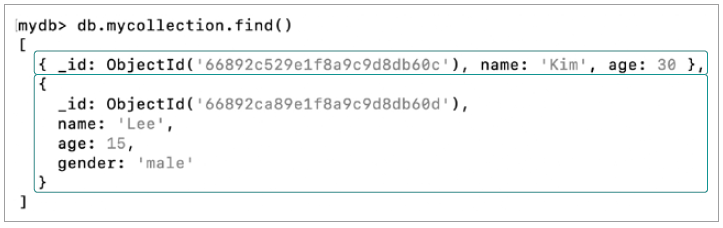 mydb> db.mycollection.find()
[
{ _id: ObjectId('66892c529e1f8a9c9d8db60c'), name: 'Kim', age: 30 },
{
_id: ObjectId('66892ca89e1f8a9c9d8db60d'),
name: 'Lee',
age: 15,
gender: 'male'
}
]